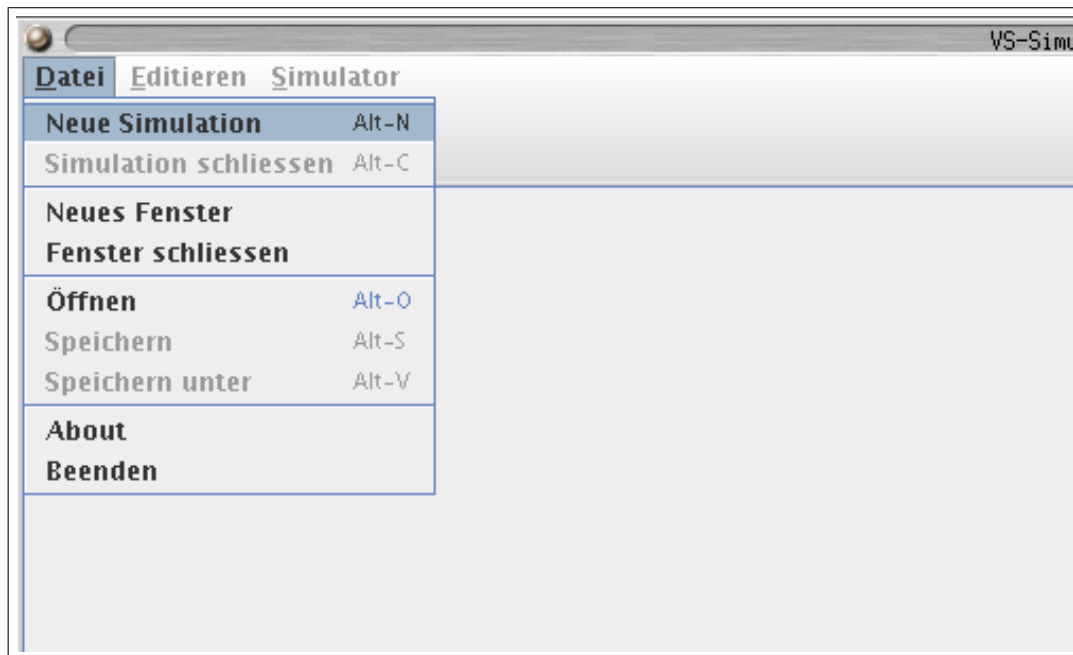 VS-Simu
Datei Editieren Simulator
Neue Simulation Alt-N
Simulation schliessen Alt-C
Neues Fenster
Fenster schliessen
Öffnen Alt-O
Speichern Alt-S
Speichern unter Alt-V
About
Beenden